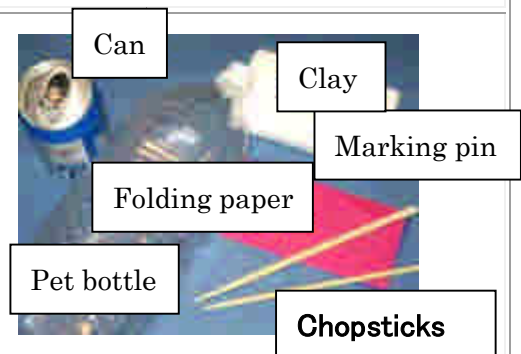 Can
Clay
Marking pin
Folding paper
Pet bottle
Chopsticks